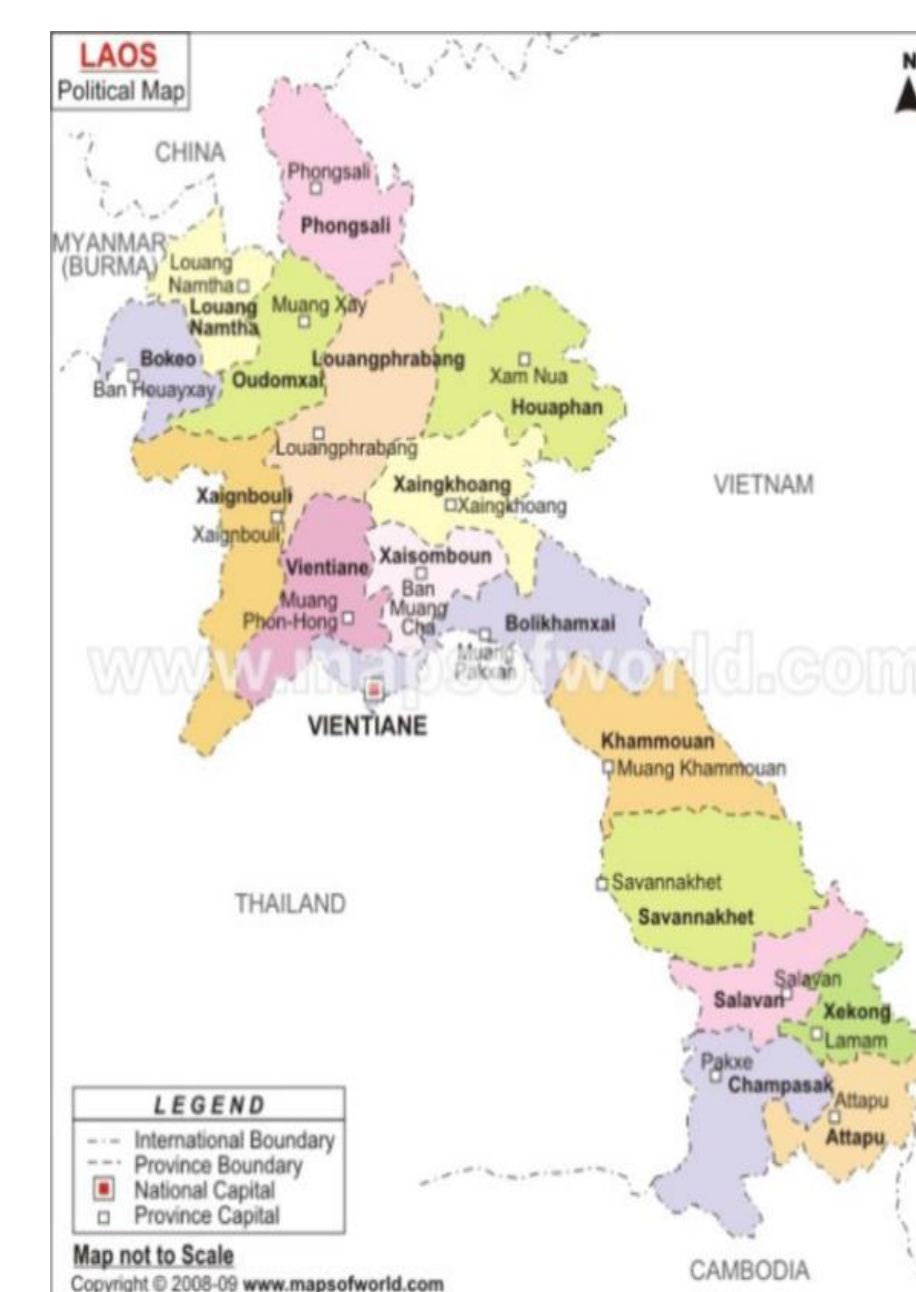 LAOS
Political Map
N
CHINA
Phongsali
Phongsali
MYANMAR
(BURMA)
Louang
Namtha
Louang
Namtha
Muang Xay
Bokeo
Louangphrabang
Ban Houayxay
Oudomxai
Xam Nua
Houaphan
Louangphrabang
Xaignbouli
Xaingkhoang
VIETNAM
Xaingkhoang
Xaignbouli
Vientiane
Xaisomboun
Ban
Muang
Cha
Muang
Phon-Hong
Bolikhamxai
Muang
Pakxan
www.mapsofworld.com
VIENTIANE
Khammouan
Muang Khammouan
Savannakhet
THAILAND
Savannakhet
Salavan
Salavan
Xekong
Lamam
Pakxe
Champasak
Attapu
Attapu
LEGEND
International Boundary
Province Boundary
National Capital
Province Capital
Map not to Scale
Copyright © 2008-09 www.mapsofworld.com
CAMBODIA